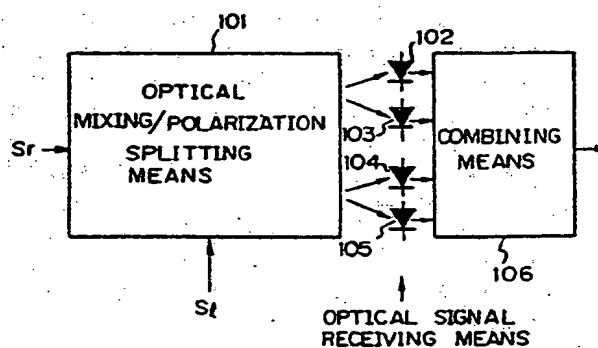 101
102
OPTICAL
MIXING/POLARIZATION
SPLITTING
MEANS
103
104
105
COMBINING
MEANS
Sr
Sℓ
106
OPTICAL SIGNAL
RECEIVING MEANS